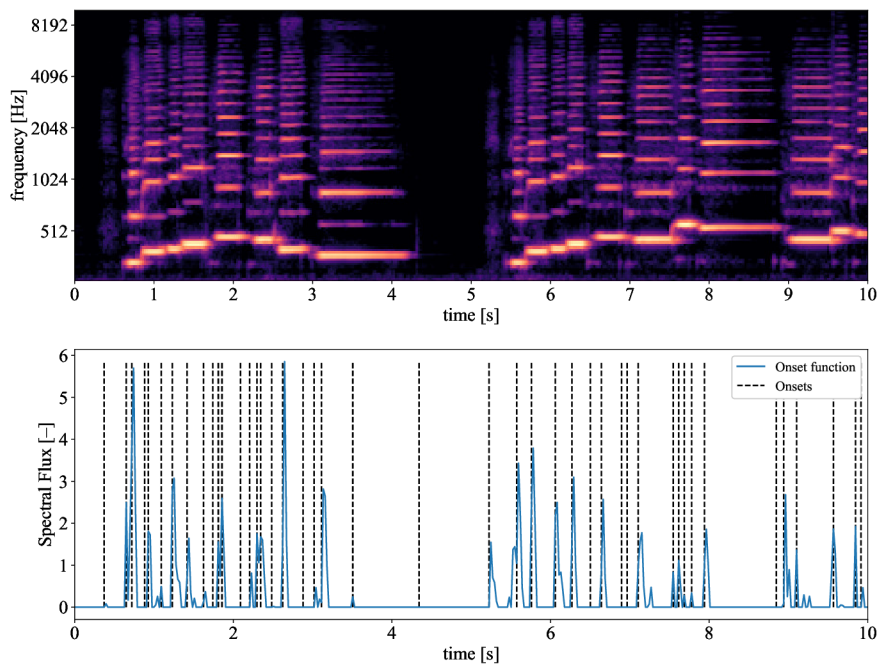 8192
4096
2048
1024
512
frequency [Hz]
0 1 2 3 4 5 6 7 8 9 10
time [s]
6
5
4
3
2
1
0
Spectral Flux [–]
Onset function
Onsets
0 2 4 6 8 10
time [s]